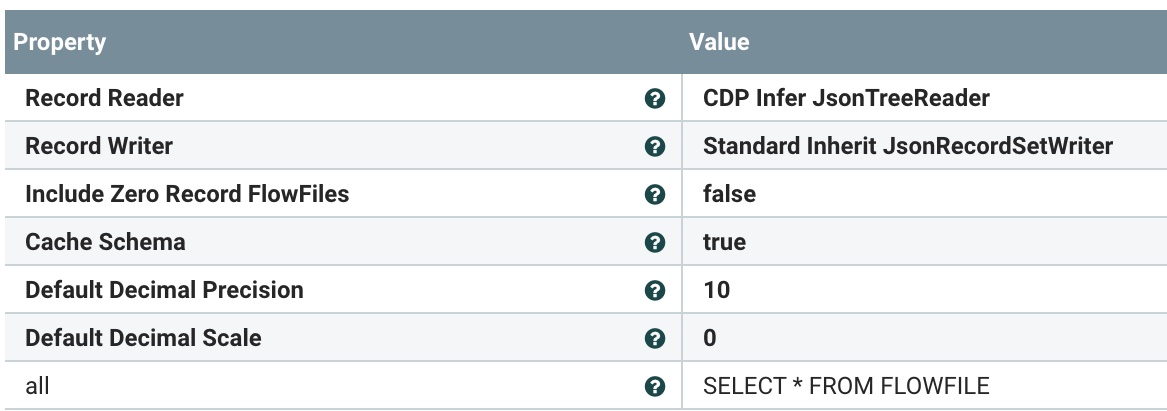 Property Value
Record Reader ? CDP Infer JsonTreeReader
Record Writer ? Standard Inherit JsonRecordSetWriter
Include Zero Record FlowFiles ? false
Cache Schema ? true
Default Decimal Precision ? 10
Default Decimal Scale ? 0
all ? SELECT * FROM FLOWFILE